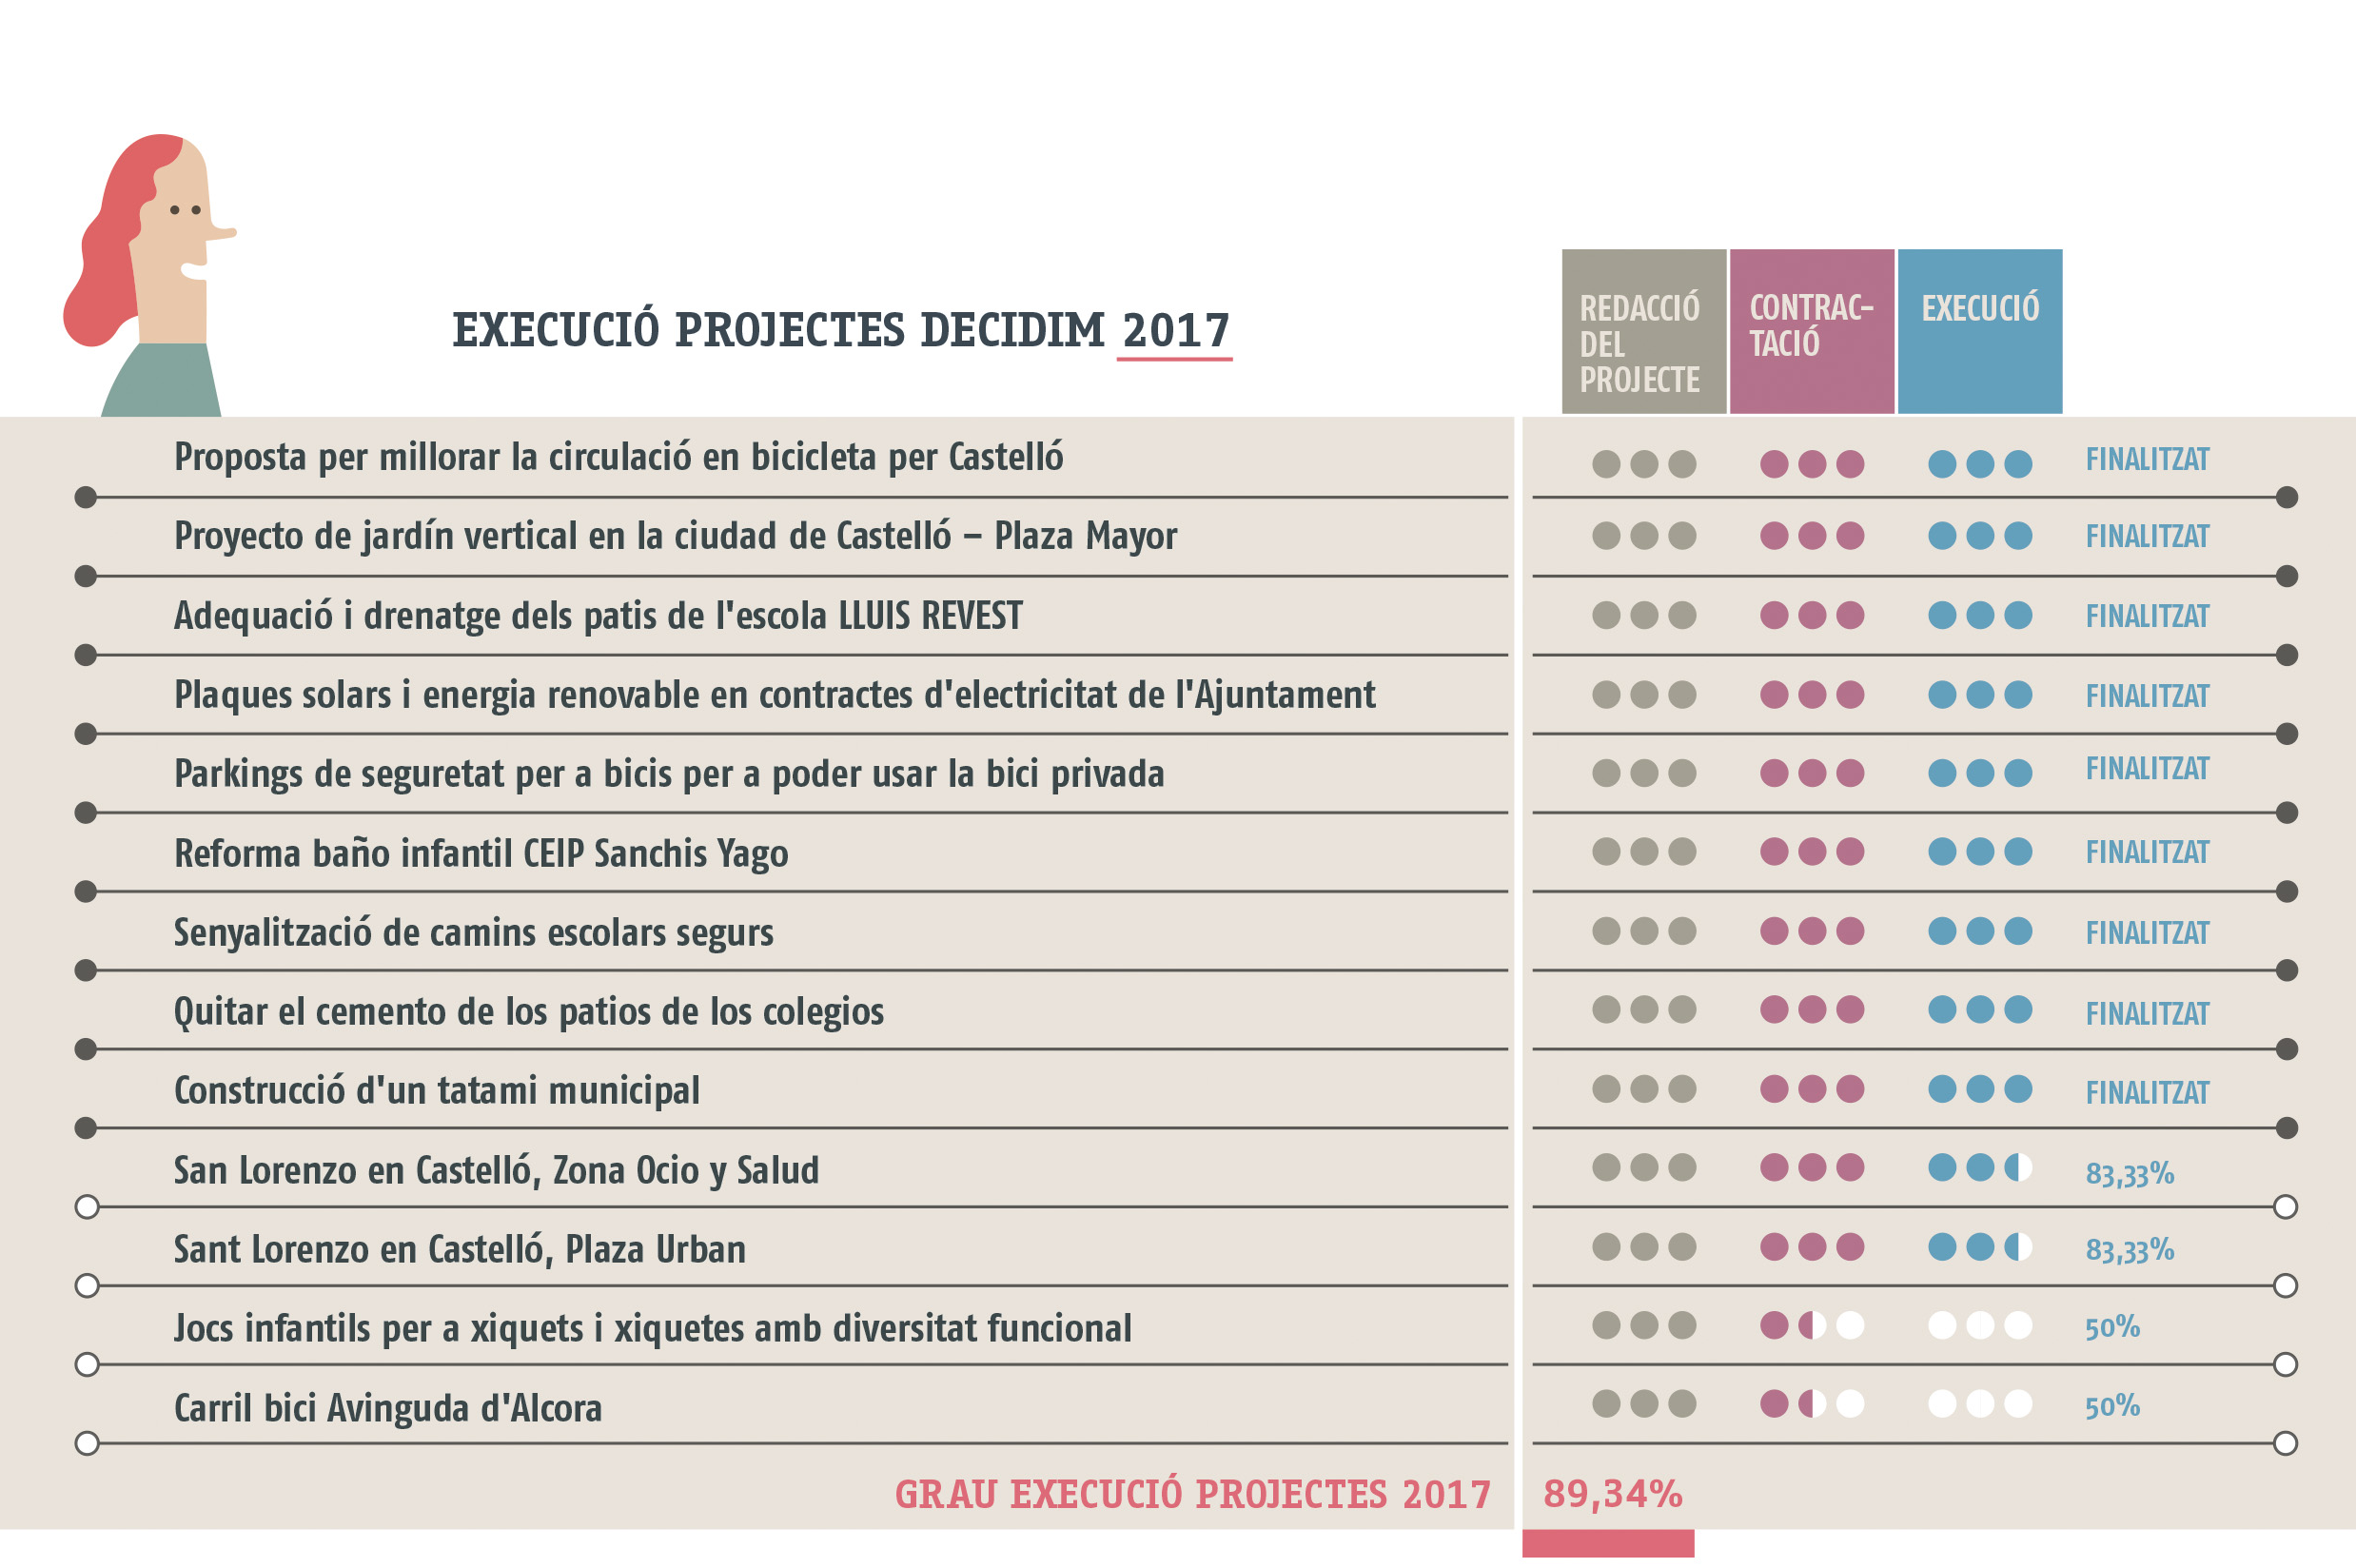 EXECUCIÓ PROJECTES DECIDIM 2017
REDACCIÓ
DEL
PROJECTE
CONTRAC–
TACIÓ
EXECUCIÓ
Proposta per millorar la circulació en bicicleta per Castelló FINALITZAT
Proyecto de jardín vertical en la ciudad de Castelló – Plaza Mayor FINALITZAT
Adequació i drenatge dels patis de l'escola LLUIS REVEST FINALITZAT
Plaques solars i energia renovable en contractes d'electricitat de l'Ajuntament FINALITZAT
Parkings de seguretat per a bicis per a poder usar la bici privada FINALITZAT
Reforma baño infantil CEIP Sanchis Yago FINALITZAT
Senyalització de camins escolars segurs FINALITZAT
Quitar el cemento de los patios de los colegios FINALITZAT
Construcció d'un tatami municipal FINALITZAT
San Lorenzo en Castelló, Zona Ocio y Salud 83,33%
Sant Lorenzo en Castelló, Plaza Urban 83,33%
Jocs infantils per a xiquets i xiquetes amb diversitat funcional 50%
Carril bici Avinguda d'Alcora 50%
GRAU EXECUCIÓ PROJECTES 2017 89,34%